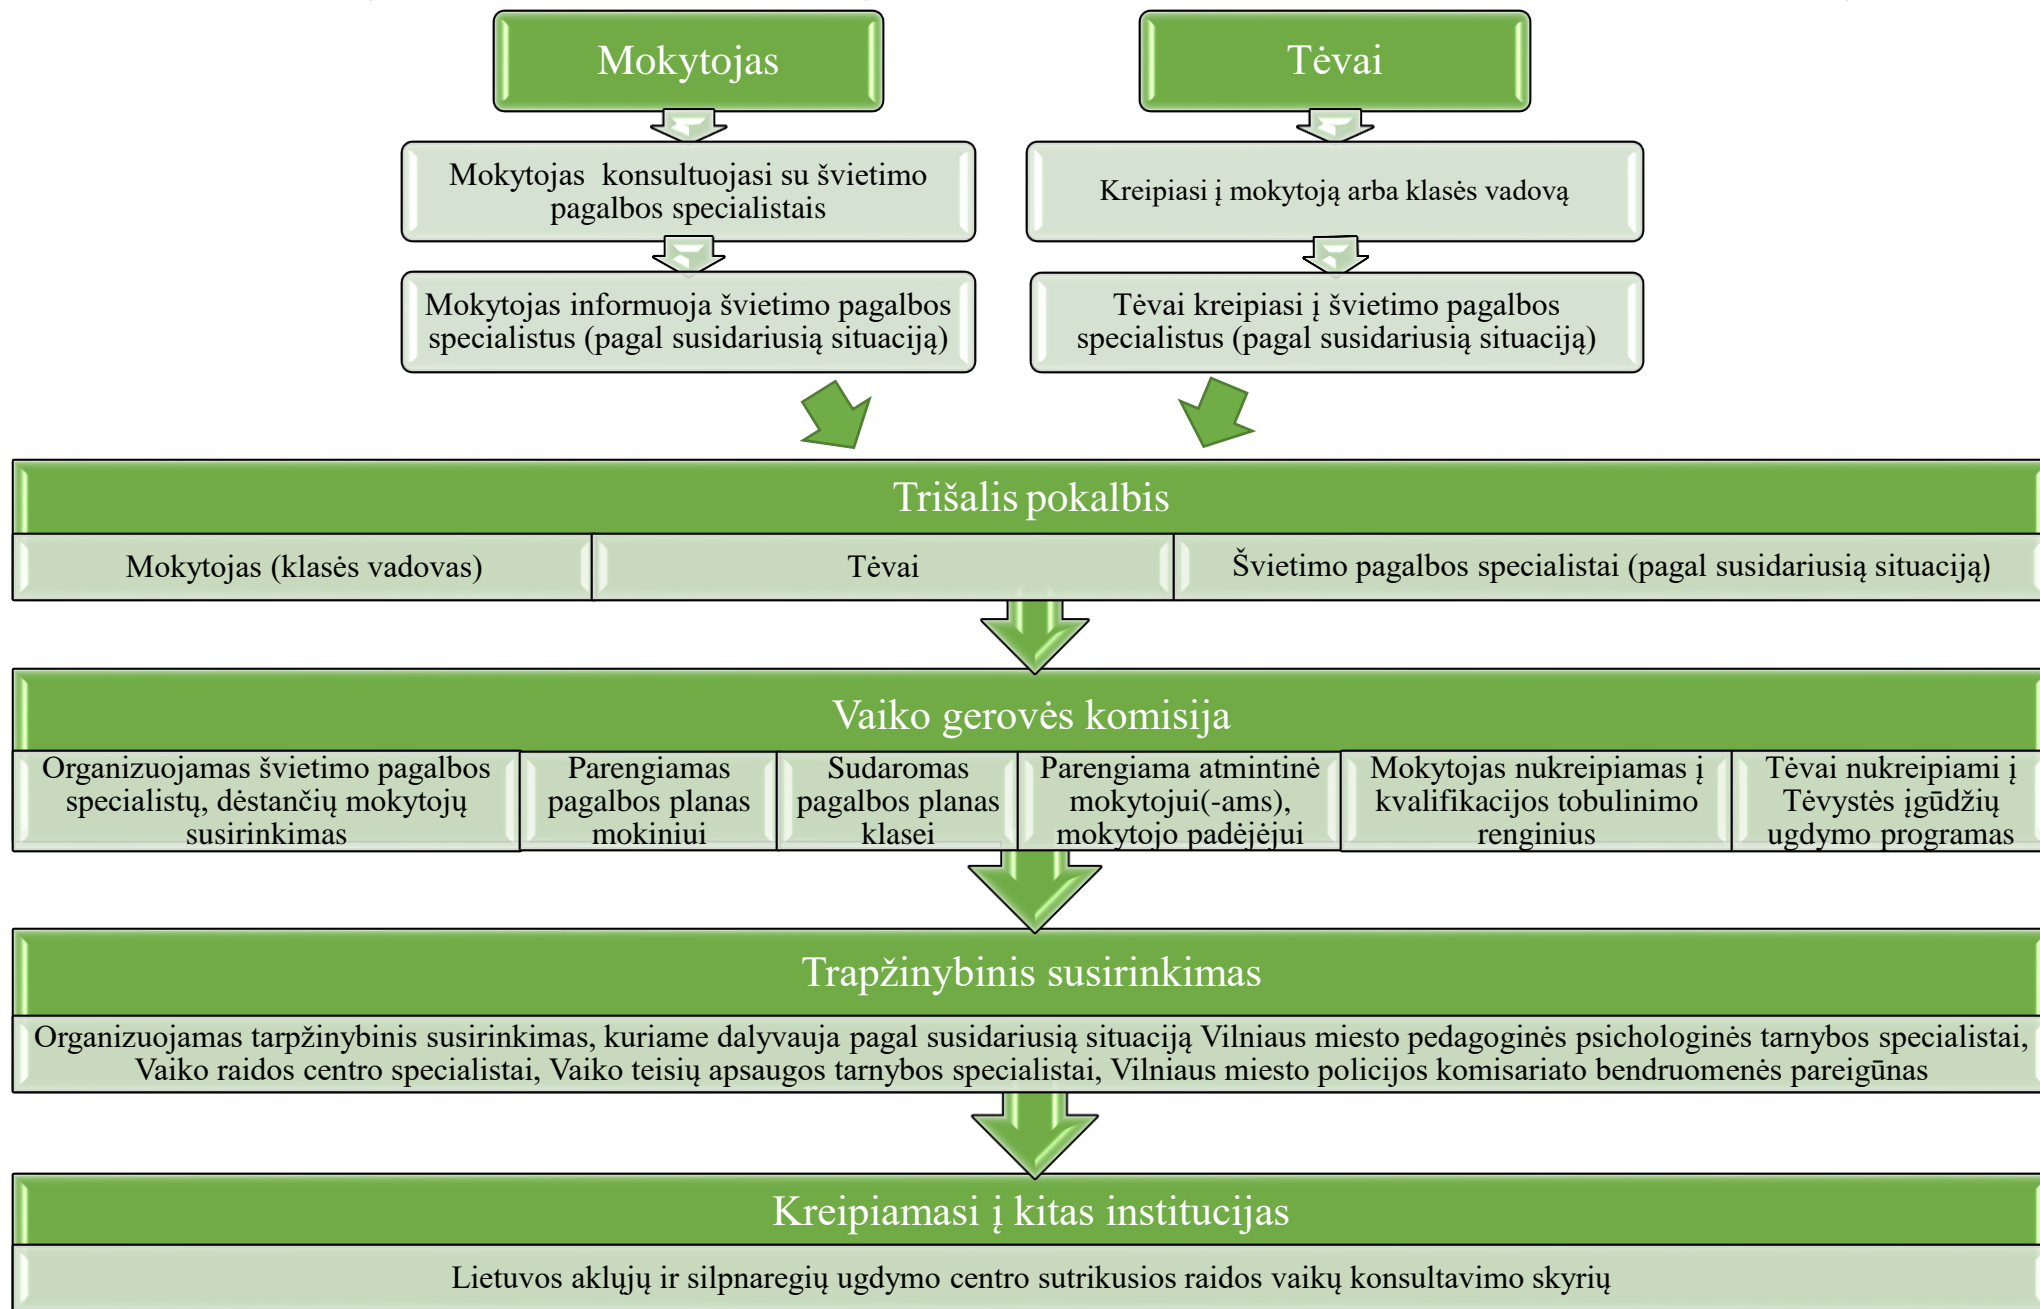 Mokytojas
Tėvai
Mokytojas konsultuojasi su švietimo
pagalbos specialistais
Kreipiasi į mokytoją arba klasės vadovą
Mokytojas informuoja švietimo pagalbos
specialistus (pagal susidariusią situaciją)
Tėvai kreipiasi į švietimo pagalbos
specialistus (pagal susidariusią situaciją)
Trišalis pokalbis
Mokytojas (klasės vadovas)
Tėvai
Švietimo pagalbos specialistai (pagal susidariusią situaciją)
Vaiko gerovės komisija
Organizuojamas švietimo pagalbos
specialistų, dėstančių mokytojų
susirinkimas
Parengiamas
pagalbos planas
mokiniui
Sudaromas
pagalbos planas
klasei
Parengiama atmintinė
mokytojui(-ams),
mokytojo padėjėjui
Mokytojas nukreipiamas į
kvalifikacijos tobulinimo
renginius
Tėvai nukreipiami į
Tėvystės įgūdžių
ugdymo programas
Trapžinybinis susirinkimas
Organizuojamas tarpžinybinis susirinkimas, kuriame dalyvauja pagal susidariusią situaciją Vilniaus miesto pedagoginės psichologinės tarnybos specialistai,
Vaiko raidos centro specialistai, Vaiko teisių apsaugos tarnybos specialistai, Vilniaus miesto policijos komisariato bendruomenės pareigūnas
Kreipiamasi į kitas institucijas
Lietuvos aklųjų ir silpnaregių ugdymo centro sutrikusios raidos vaikų konsultavimo skyrių